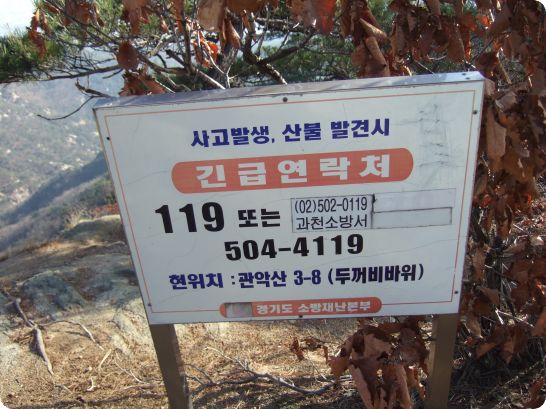 사고발생, 산불 발견시
긴급연락처
119 또는 (02)502-0119 과천소방서
504-4119
현위치 : 관악산 3-8 (두꺼비바위)
경기도 소방재난본부